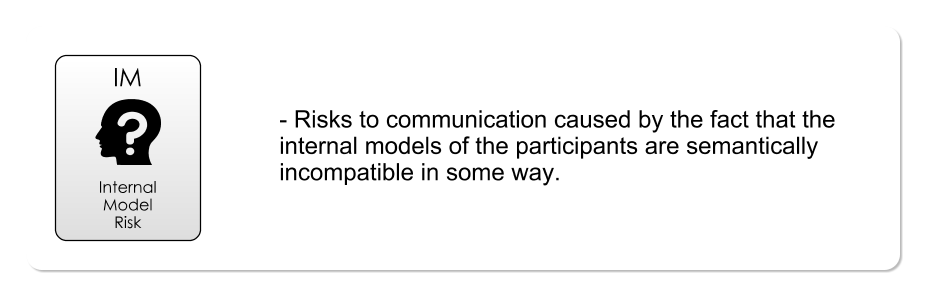 IM
?
Internal
Model
Risk
- Risks to communication caused by the fact that the
internal models of the participants are semantically
incompatible in some way.